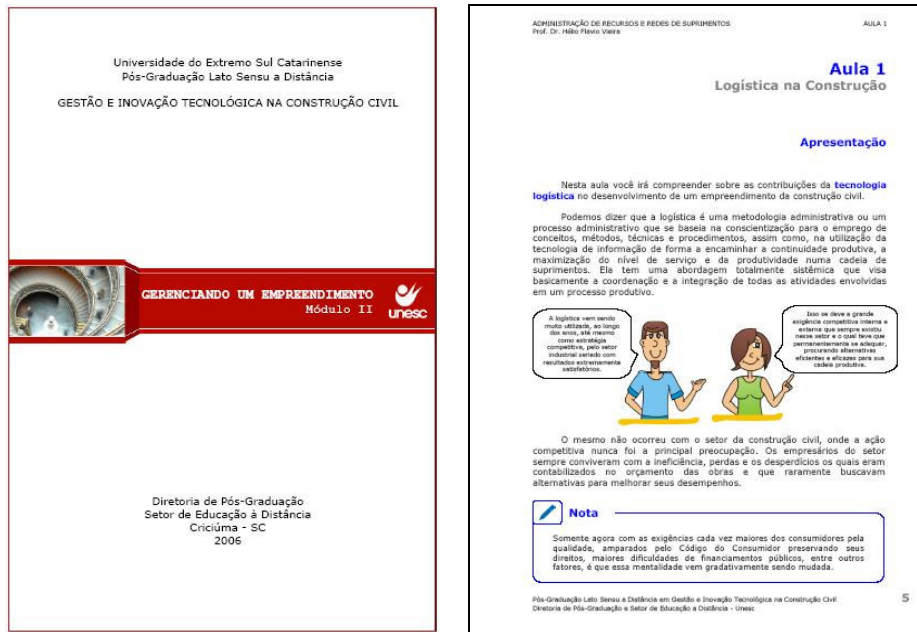 Universidade do Extremo Sul Catarinense
Pós-Graduação Lato Sensu a Distância
GESTÃO E INOVAÇÃO TECNOLÓGICA NA CONSTRUÇÃO CIVIL
GERENCIANDO UM EMPREENDIMENTO
Módulo II
unesc
Diretoria de Pós-Graduação
Setor de Educação à Distância
Criciúma - SC
2006
ADMINISTRAÇÃO DE RECURSOS E REDES DE SUPRIMENTOS
AULA 1
Prof. Dr. Hélio Flavio Vieira
Aula 1
Logística na Construção
Apresentação
Nesta aula você irá compreender sobre as contribuições da tecnologia
logística no desenvolvimento de um empreendimento da construção civil.
Podemos dizer que a logística é uma metodologia administrativa ou um
processo administrativo que se baseia na conscientização para o emprego de
conceitos, métodos, técnicas e procedimentos, assim como, na utilização da
tecnologia de informação de forma a encaminhar a continuidade produtiva, a
maximização do nível de serviço e da produtividade numa cadeia de
suprimentos. Ela tem uma abordagem totalmente sistêmica que visa
basicamente a coordenação e a integração de todas as atividades envolvidas
em um processo produtivo.
A logística vem sendo
muito utilizada, ao longo
dos anos, até mesmo
como estratégia
competitiva, pelo setor
industrial seriado com
resultados extremamente
satisfatórios.
Isso se deve a grande
exigência competitiva interna e
externa que sempre existiu
nesse setor e o qual teve que
permanentemente se adequar,
procurando alternativas
eficientes e eficazes para sua
cadeia produtiva.
O mesmo não ocorreu com o setor da construção civil, onde a ação
competitiva nunca foi a principal preocupação. Os empresários do setor
sempre conviveram com a ineficiência, perdas e os desperdícios os quais eram
contabilizados no orçamento das obras e que raramente buscavam
alternativas para melhorar seus desempenhos.
Nota
Somente agora com as exigências cada vez maiores dos consumidores pela
qualidade, amparados pelo Código do Consumidor preservando seus
direitos, maiores dificuldades de financiamentos públicos, entre outros
fatores, é que essa mentalidade vem gradativamente sendo mudada.
Pós-Graduação Lato Sensu a Distância em Gestão e Inovação Tecnológica na Construção Civil
Diretoria de Pós-Graduação e Setor de Educação a Distância - Unesc
5